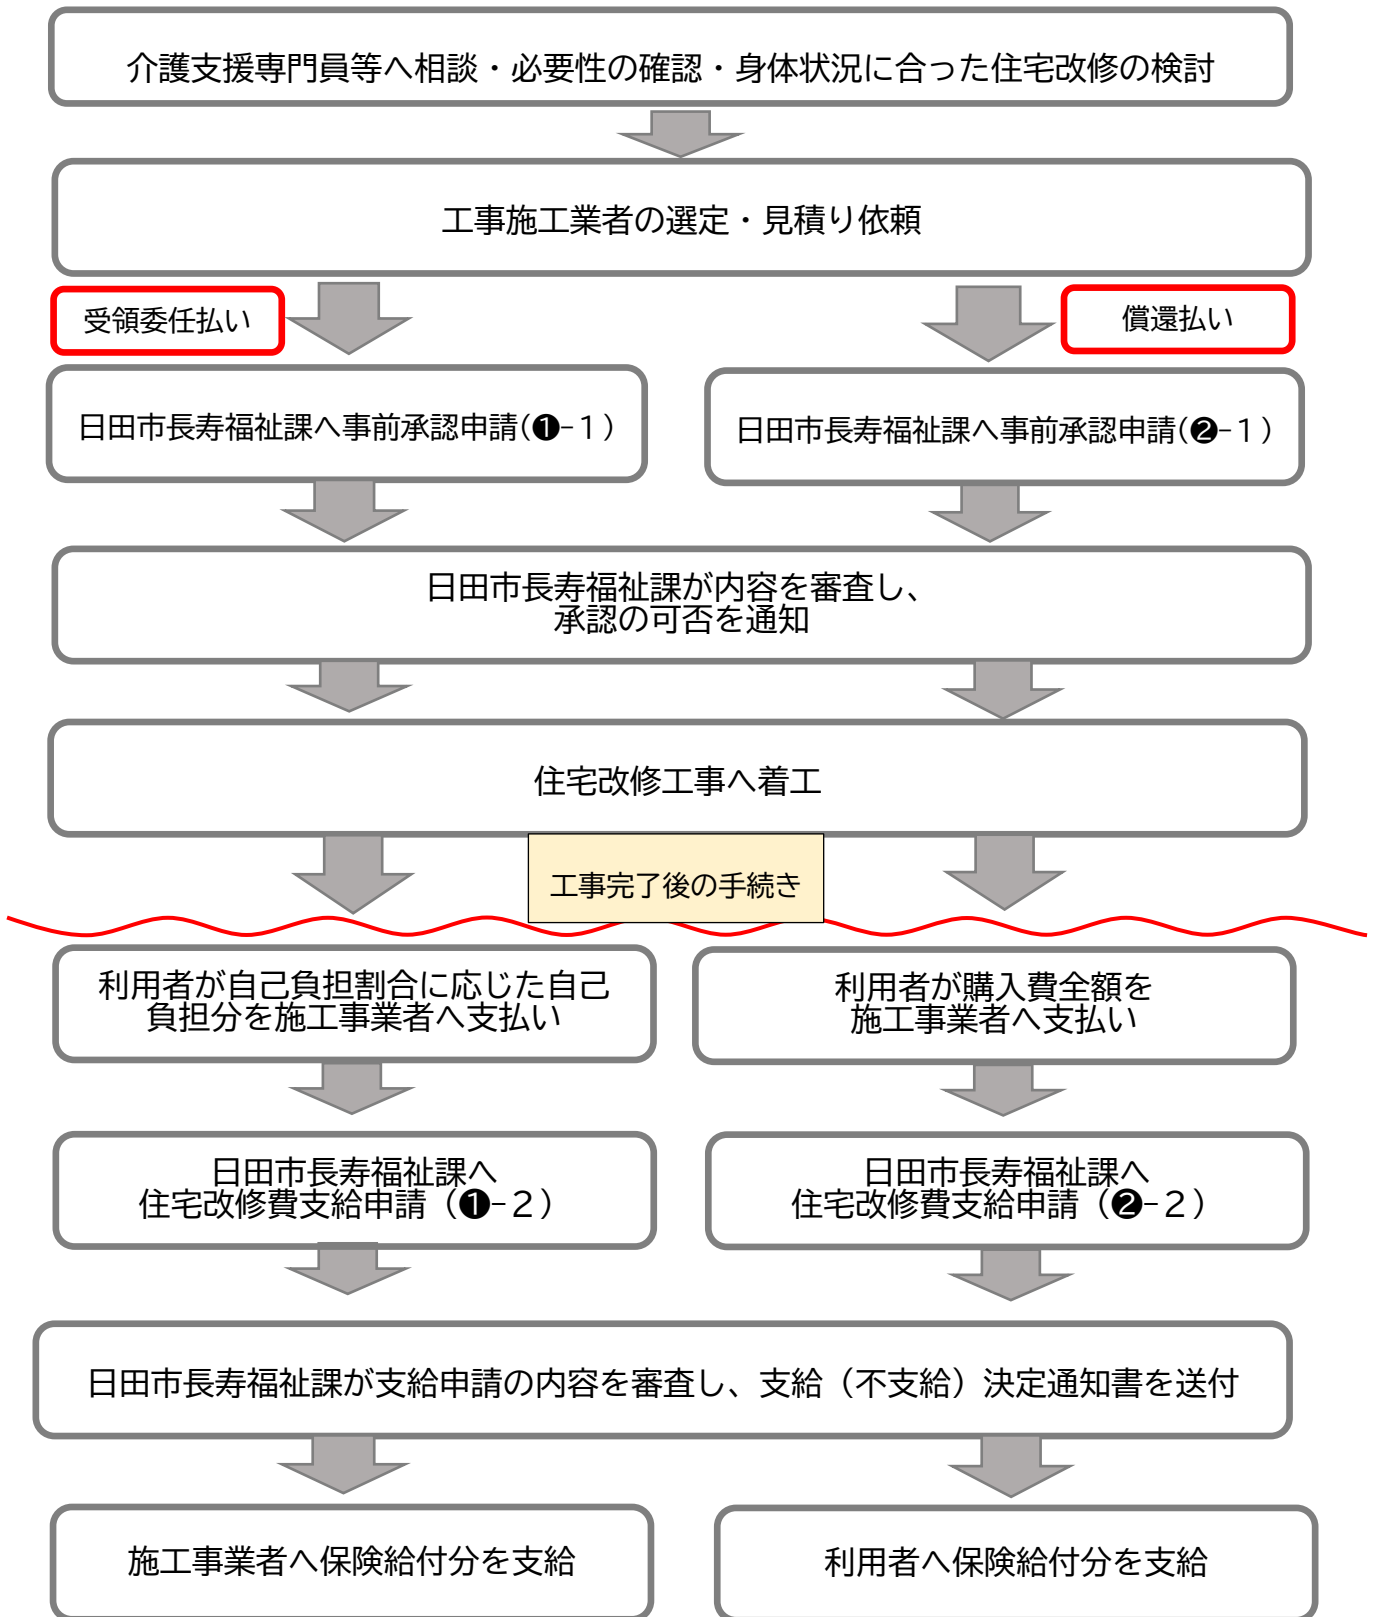 介護支援専門員等へ相談・必要性の確認・身体状況に合った住宅改修の検討
工事施工業者の選定・見積り依頼
受領委任払い
償還払い
日田市長寿福祉課へ事前承認申請(❶-１)
日田市長寿福祉課へ事前承認申請(❷-１)
日田市長寿福祉課が内容を審査し、
承認の可否を通知
住宅改修工事へ着工
工事完了後の手続き
利用者が自己負担割合に応じた自己
負担分を施工事業者へ支払い
利用者が購入費全額を
施工事業者へ支払い
日田市長寿福祉課へ
住宅改修費支給申請（❶-２）
日田市長寿福祉課へ
住宅改修費支給申請（❷-２）
日田市長寿福祉課が支給申請の内容を審査し、支給（不支給）決定通知書を送付
施工事業者へ保険給付分を支給
利用者へ保険給付分を支給